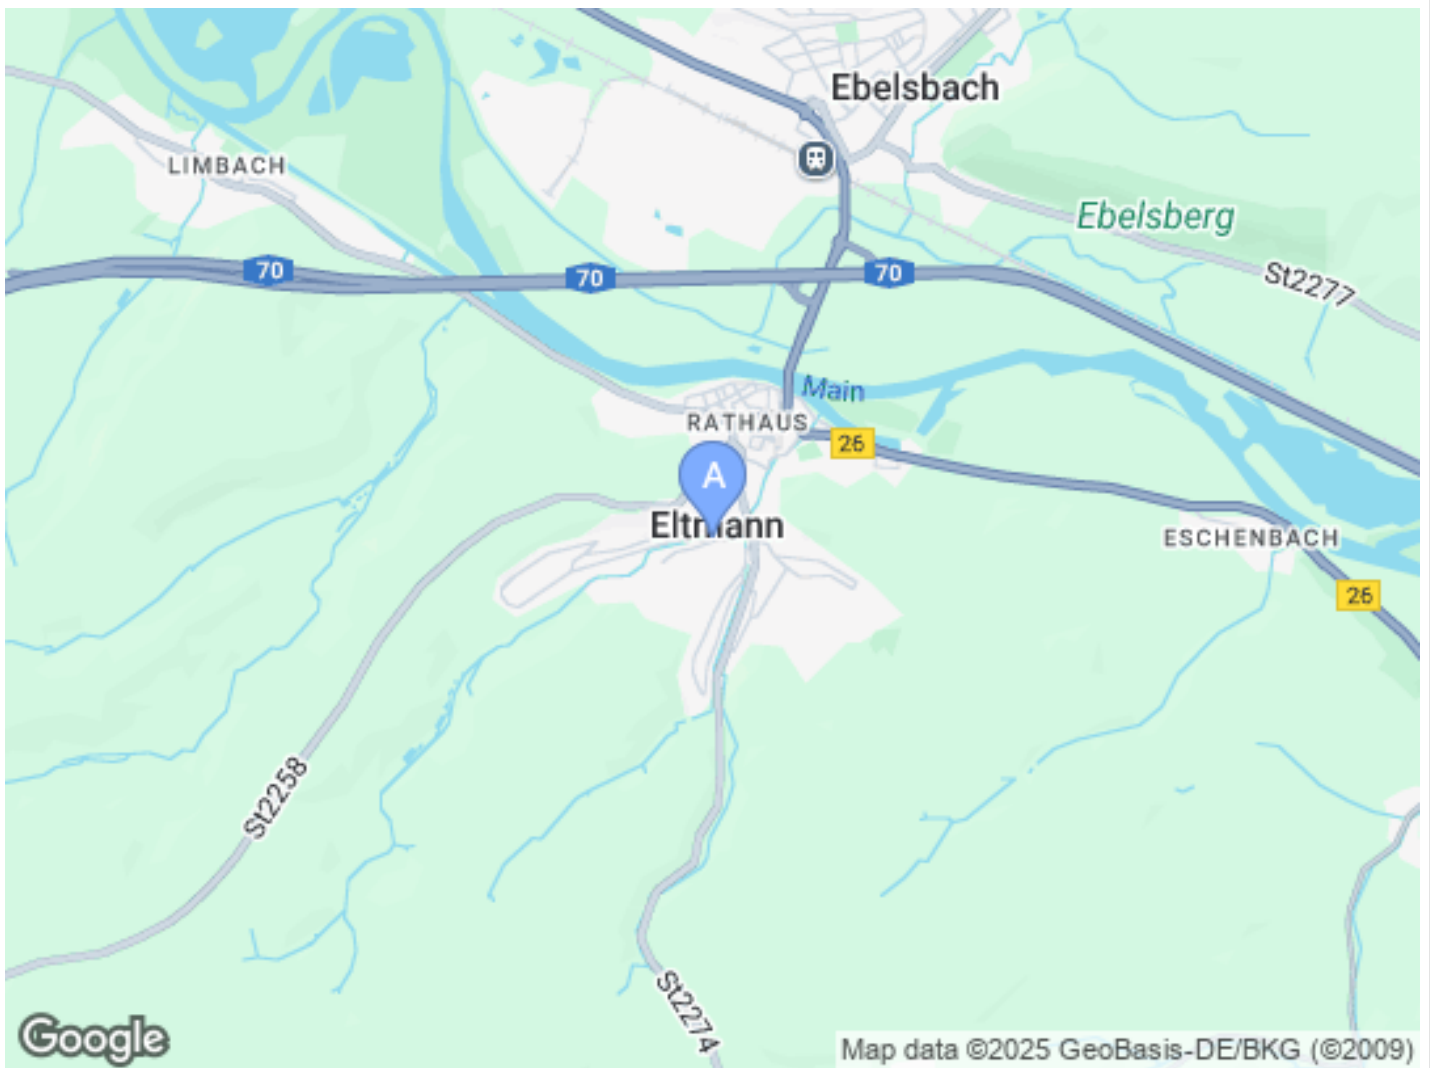 Ebelsbach
LIMBACH
Ebelsberg
70
70
70
St2277
Main
RATHAUS
26
A
Eltmann
ESCHENBACH
26
St2258
St2274
Google
Map data ©2025 GeoBasis-DE/BKG (©2009)